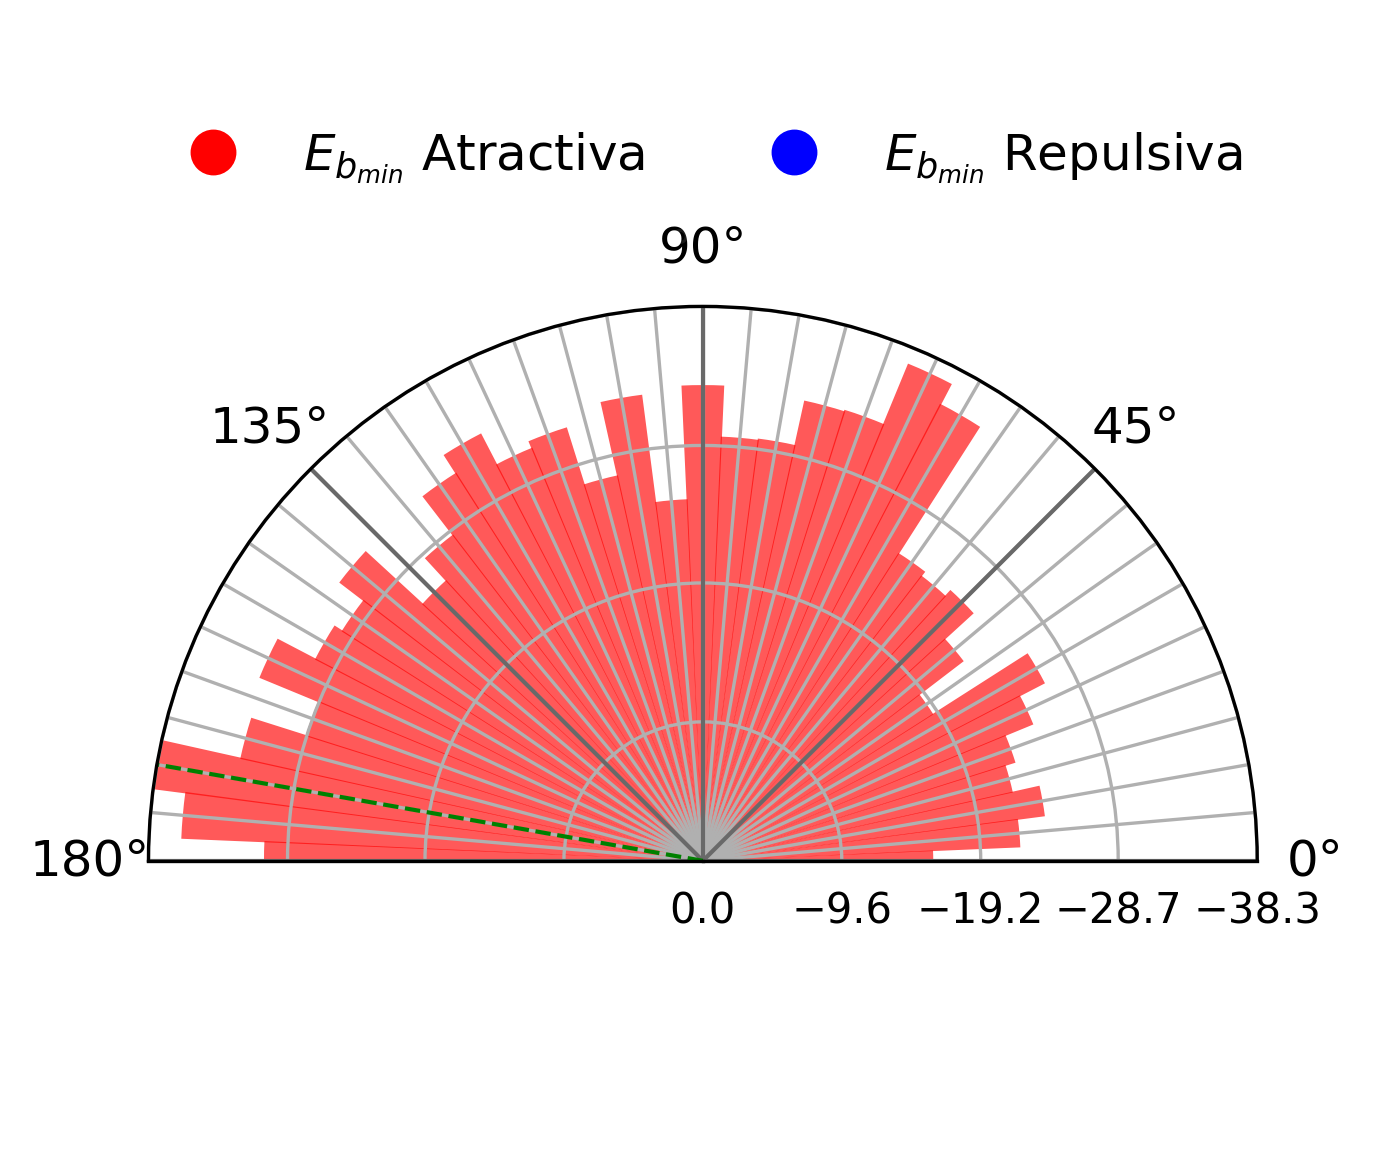 E_{b_{min}} Atractiva E_{b_{min}} Repulsiva
90°
135° 45°
180° 0°
0.0 −9.6 −19.2 −28.7 −38.3